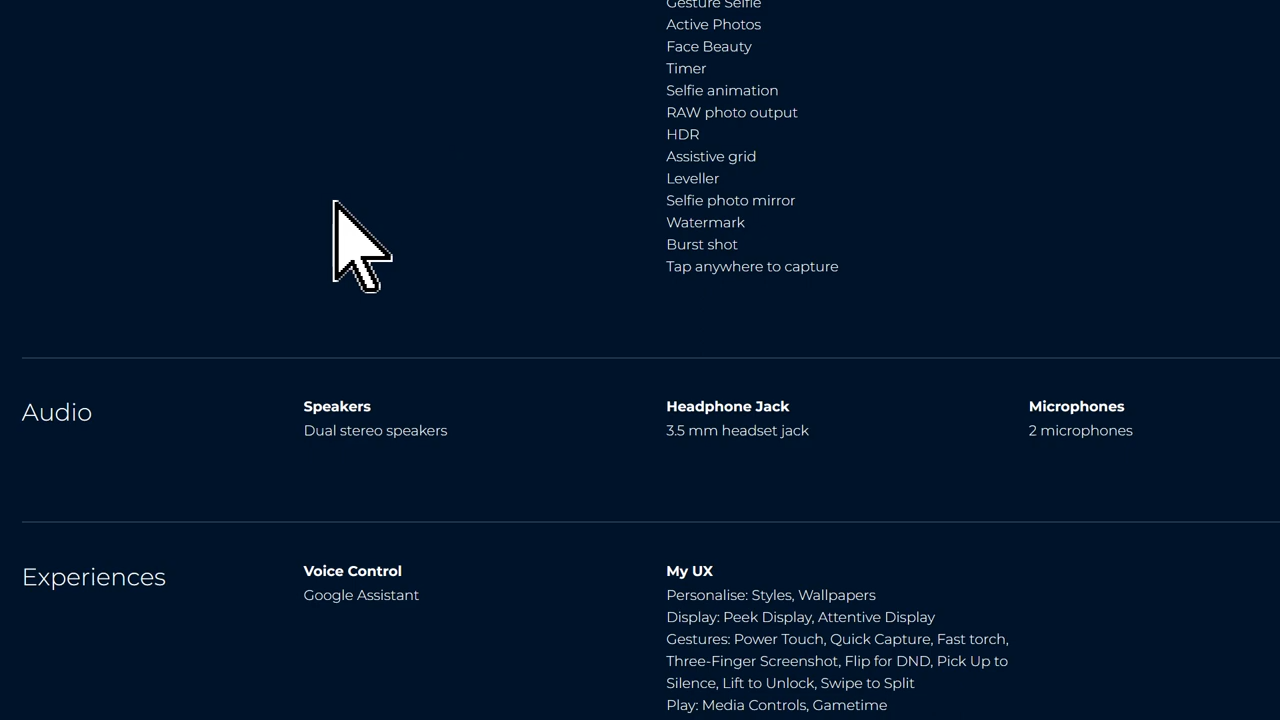 Gesture Selfie
Active Photos
Face Beauty
Timer
Selfie animation
RAW photo output
HDR
Assistive grid
Leveller
Selfie photo mirror
Watermark
Burst shot
Tap anywhere to capture
Audio
Speakers
Dual stereo speakers
Headphone Jack
3.5 mm headset jack
Microphones
2 microphones
Experiences
Voice Control
Google Assistant
My UX
Personalise: Styles, Wallpapers
Display: Peek Display, Attentive Display
Gestures: Power Touch, Quick Capture, Fast torch,
Three-Finger Screenshot, Flip for DND, Pick Up to
Silence, Lift to Unlock, Swipe to Split
Play: Media Controls, Gametime